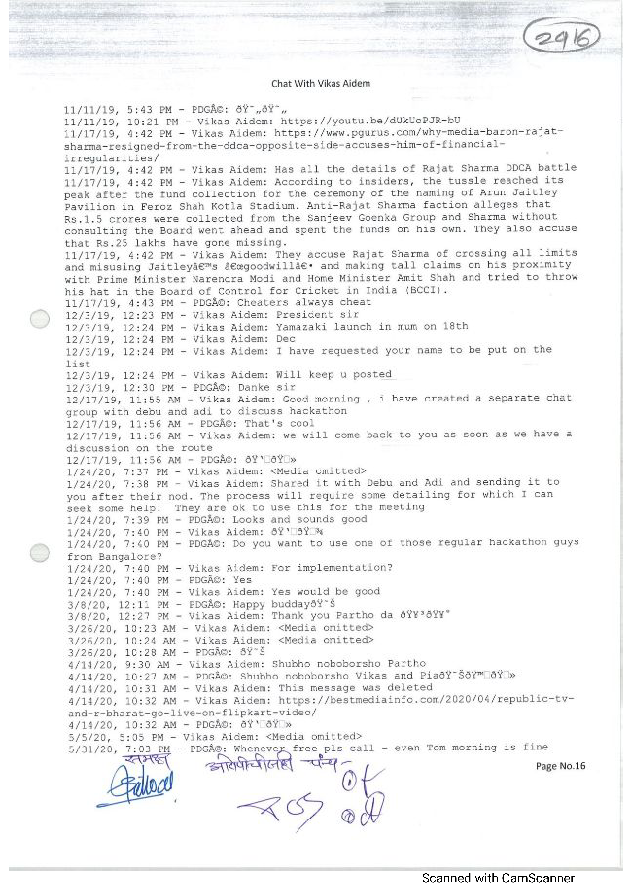 2916
Chat With Vikas Aidem
11/11/19, 5:43 PM - PDGÂ©: ðŸ˜„ðŸ˜„
11/11/19, 10:21 PM - Vikas Aidem: https://youtu.be/
11/17/19, 4:42 PM - Vikas Aidem: https://www.pgurus.com/why-media-baron-rajat-
sharma-resigned-from-the-ddca-opposite-side-accuses-him-of-financial-
irregularities/
11/17/19, 4:42 PM - Vikas Aidem: Has all the details of Rajat Sharma DDCA battle
11/17/19, 4:42 PM - Vikas Aidem: According to insiders, the tussle reached its
peak after the fund collection for the ceremony of the naming of Arun Jaitley
Pavilion in Feroz Shah Kotla Stadium. Anti-Rajat Sharma faction alleges that
Rs.1.5 crores were collected from the Sanjeev Goenka Group and Sharma without
consulting the Board went ahead and spent the funds on his own. They also accuse
that Rs.25 lakhs have gone missing.
11/17/19, 4:42 PM - Vikas Aidem: They accuse Rajat Sharma of crossing all limits
and misusing Jaitleyâ€™s â€œgoodwillâ€• and making tall claims on his proximity
with Prime Minister Narendra Modi and Home Minister Amit Shah and tried to throw
his hat in the Board of Control for Cricket in India (BCCI).
11/17/19, 4:43 PM - PDGÂ©: Cheaters always cheat
12/3/19, 12:23 PM - Vikas Aidem: President sir
12/3/19, 12:24 PM - Vikas Aidem: Yamazaki launch in mum on 18th
12/3/19, 12:24 PM - Vikas Aidem: Dec
12/3/19, 12:24 PM - Vikas Aidem: I have requested your name to be put on the
list
12/3/19, 12:24 PM - Vikas Aidem: Will keep u posted
12/3/19, 12:30 PM - PDGÂ©: Danke sir
12/17/19, 11:55 AM - Vikas Aidem: Good morning , i have created a separate chat
group with debu and adi to discuss hackathon
12/17/19, 11:56 AM - PDGÂ©: That's cool
12/17/19, 11:56 AM - Vikas Aidem: we will come back to you as soon as we have a
discussion on the route
12/17/19, 11:56 AM - PDGÂ©: ðŸ‘□ðŸ□»
1/24/20, 7:37 PM - Vikas Aidem: <Media omitted>
1/24/20, 7:38 PM - Vikas Aidem: Shared it with Debu and Adi and sending it to
you after their nod. The process will require some detailing for which I can
seek some help. They are ok to use this for the meeting
1/24/20, 7:39 PM - PDGÂ©: Looks and sounds good
1/24/20, 7:40 PM - Vikas Aidem: ðŸ‘□ðŸ□¾
1/24/20, 7:40 PM - PDGÂ©: Do you want to use one of those regular hackathon guys
from Bangalore?
1/24/20, 7:40 PM - Vikas Aidem: For implementation?
1/24/20, 7:40 PM - PDGÂ©: Yes
1/24/20, 7:40 PM - Vikas Aidem: Yes would be good
3/8/20, 12:11 PM - PDGÂ©: Happy buddayðŸ˜Š
3/8/20, 12:27 PM - Vikas Aidem: Thank you Partho da ðŸ¥³ðŸ¥°
3/26/20, 10:23 AM - Vikas Aidem: <Media omitted>
3/26/20, 10:24 AM - Vikas Aidem: <Media omitted>
3/26/20, 10:28 AM - PDGÂ©: ðŸ˜Š
4/14/20, 9:30 AM - Vikas Aidem: Shubho noboborsho Partho
4/14/20, 10:27 AM - PDGÂ©: Shubho noboborsho Vikas and PiaðŸ˜ŠðŸ™□ðŸ□»
4/14/20, 10:31 AM - Vikas Aidem: This message was deleted
4/14/20, 10:32 AM - Vikas Aidem: https://bestmediainfo.com/2020/04/republic-tv-
and-r-bharat-go-live-on-flipkart-video/
4/14/20, 10:32 AM - PDGÂ©: ðŸ‘□ðŸ□»
5/5/20, 5:05 PM - Vikas Aidem: <Media omitted>
5/31/20, 7:03 PM - PDGÂ©: Whenever free pls call - even Tom morning is fine
समक्ष
Page No.16
Scanned with CamScanner